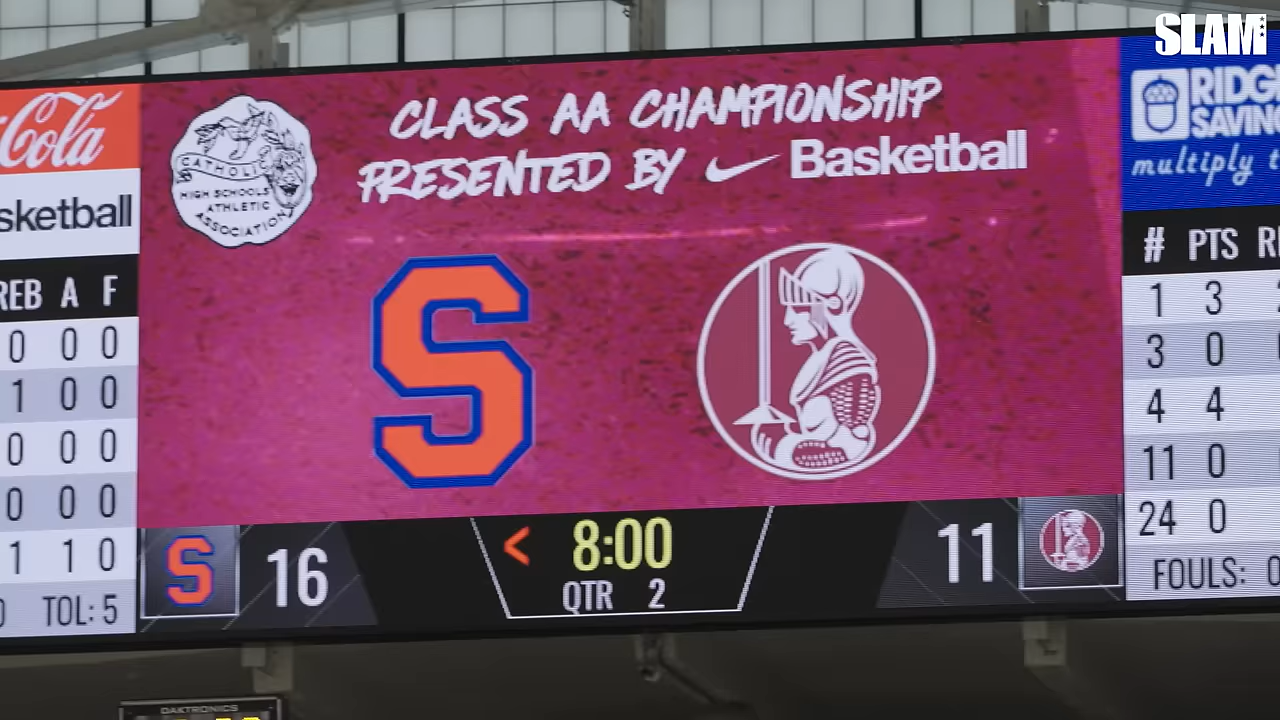 SLAM
CLASS AA CHAMPIONSHIP
PRESENTED BY Basketball
CATHOLIC
HIGH SCHOOLS
ATHLETIC
ASSOCIATION
Cola
sketball
REB A F
0 0 0
1 0 0
0 0 0
0 0 0
1 1 0
TOL: 5
S
S 16
< 8:00
QTR 2
11
RIDG
SAVIN
multiply t
# PTS R
1 3
3 0
4 4
11 0
24 0
FOULS: 0
DAKTRONICS